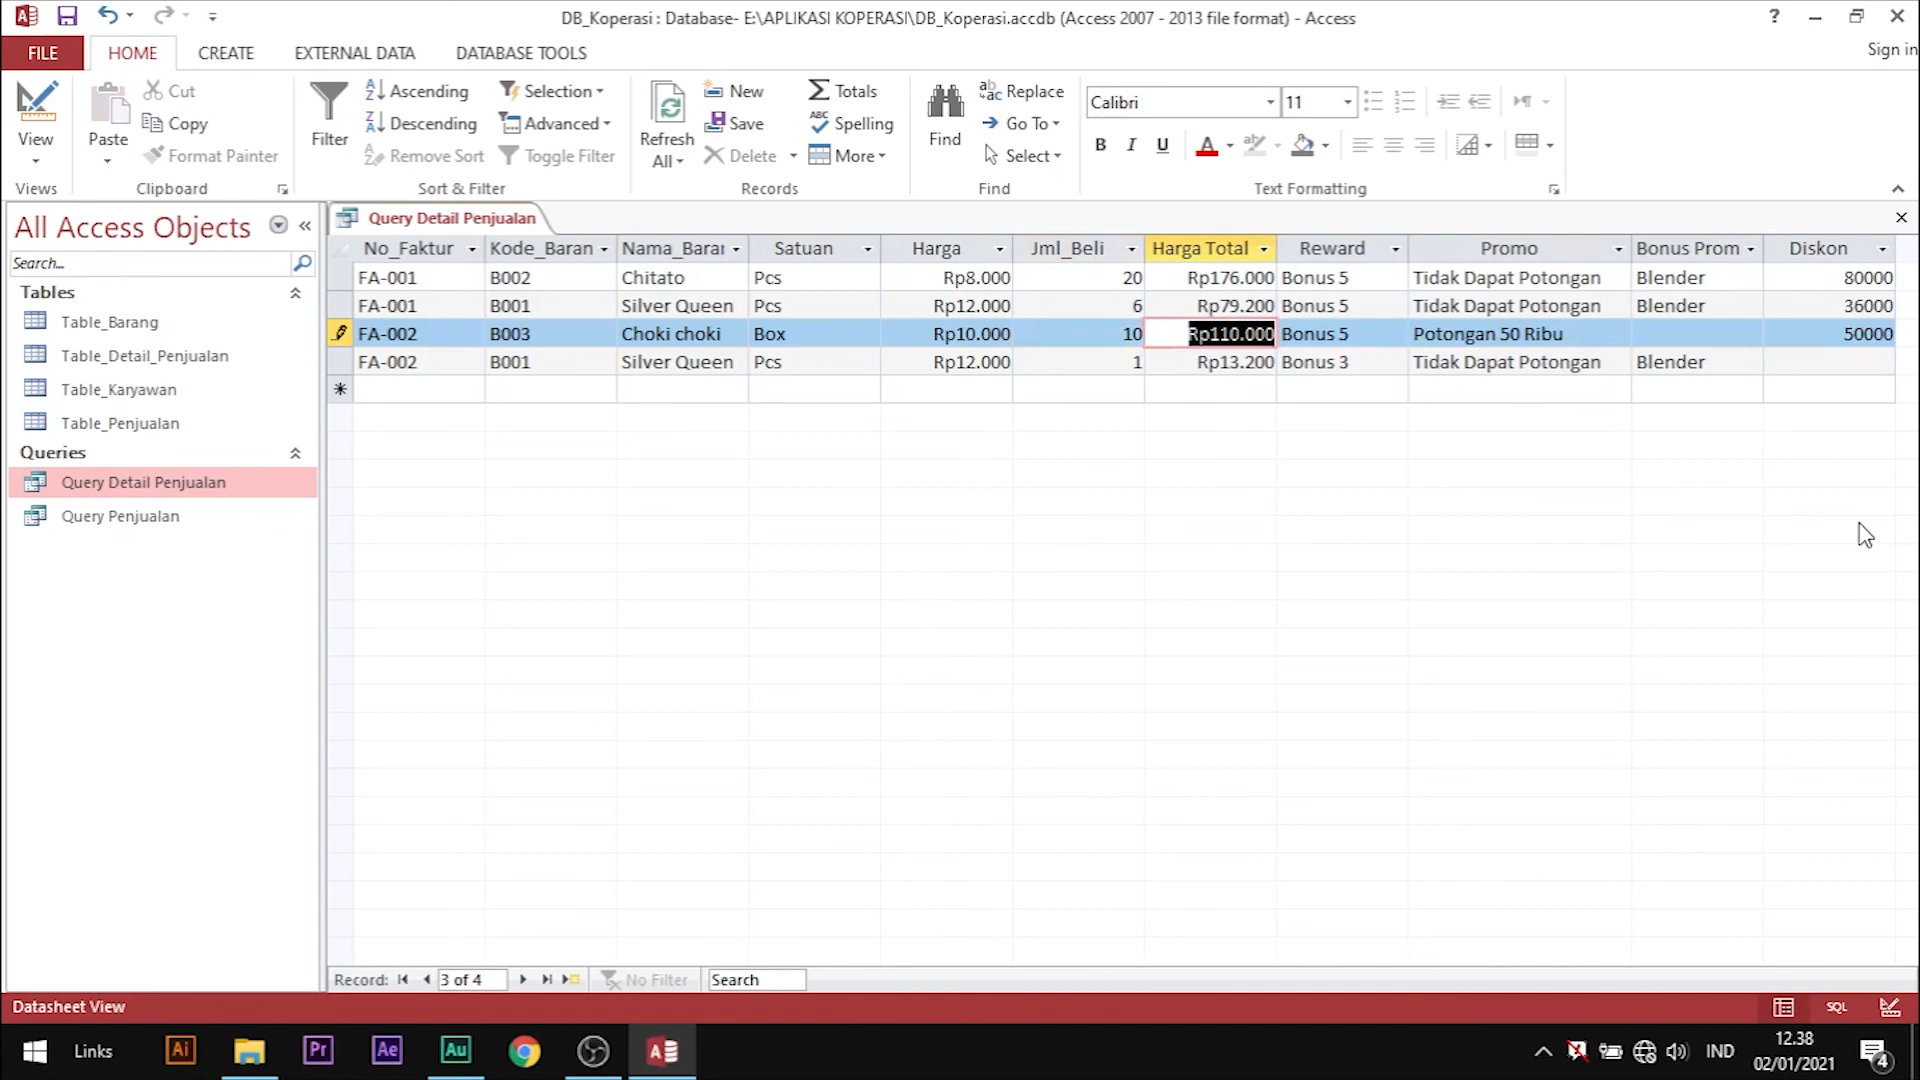 DB_Koperasi : Database- E:\APLIKASI KOPERASI\DB_Koperasi.accdb (Access 2007 - 2013 file format) - Access
?
FILE HOME CREATE EXTERNAL DATA DATABASE TOOLS Sign in
View
Views
Paste
Cut
Copy
Format Painter
Clipboard
Filter
Ascending
Descending
Remove Sort
Selection
Advanced
Toggle Filter
Sort & Filter
Refresh
All
New
Save
Delete
Totals
Spelling
More
Records
Find
Replace
Go To
Select
Find
Calibri 11
B I U
Text Formatting
All Access Objects
Search...
Tables
Table_Barang
Table_Detail_Penjualan
Table_Karyawan
Table_Penjualan
Queries
Query Detail Penjualan
Query Penjualan
Query Detail Penjualan
No_Faktur Kode_Baran Nama_Barar Satuan Harga Jml_Beli Harga Total Reward Promo Bonus Prom Diskon
FA-001 B002 Chitato Pcs Rp8.000 20 Rp176.000 Bonus 5 Tidak Dapat Potongan Blender 80000
FA-001 B001 Silver Queen Pcs Rp12.000 6 Rp79.200 Bonus 5 Tidak Dapat Potongan Blender 36000
FA-002 B003 Choki choki Box Rp10.000 10 Rp110.000 Bonus 5 Potongan 50 Ribu 50000
FA-002 B001 Silver Queen Pcs Rp12.000 1 Rp13.200 Bonus 3 Tidak Dapat Potongan Blender
Record: 3 of 4 No Filter Search
Datasheet View SQL
Links Ai Pr Ae Au IND 12.38
02/01/2021 4